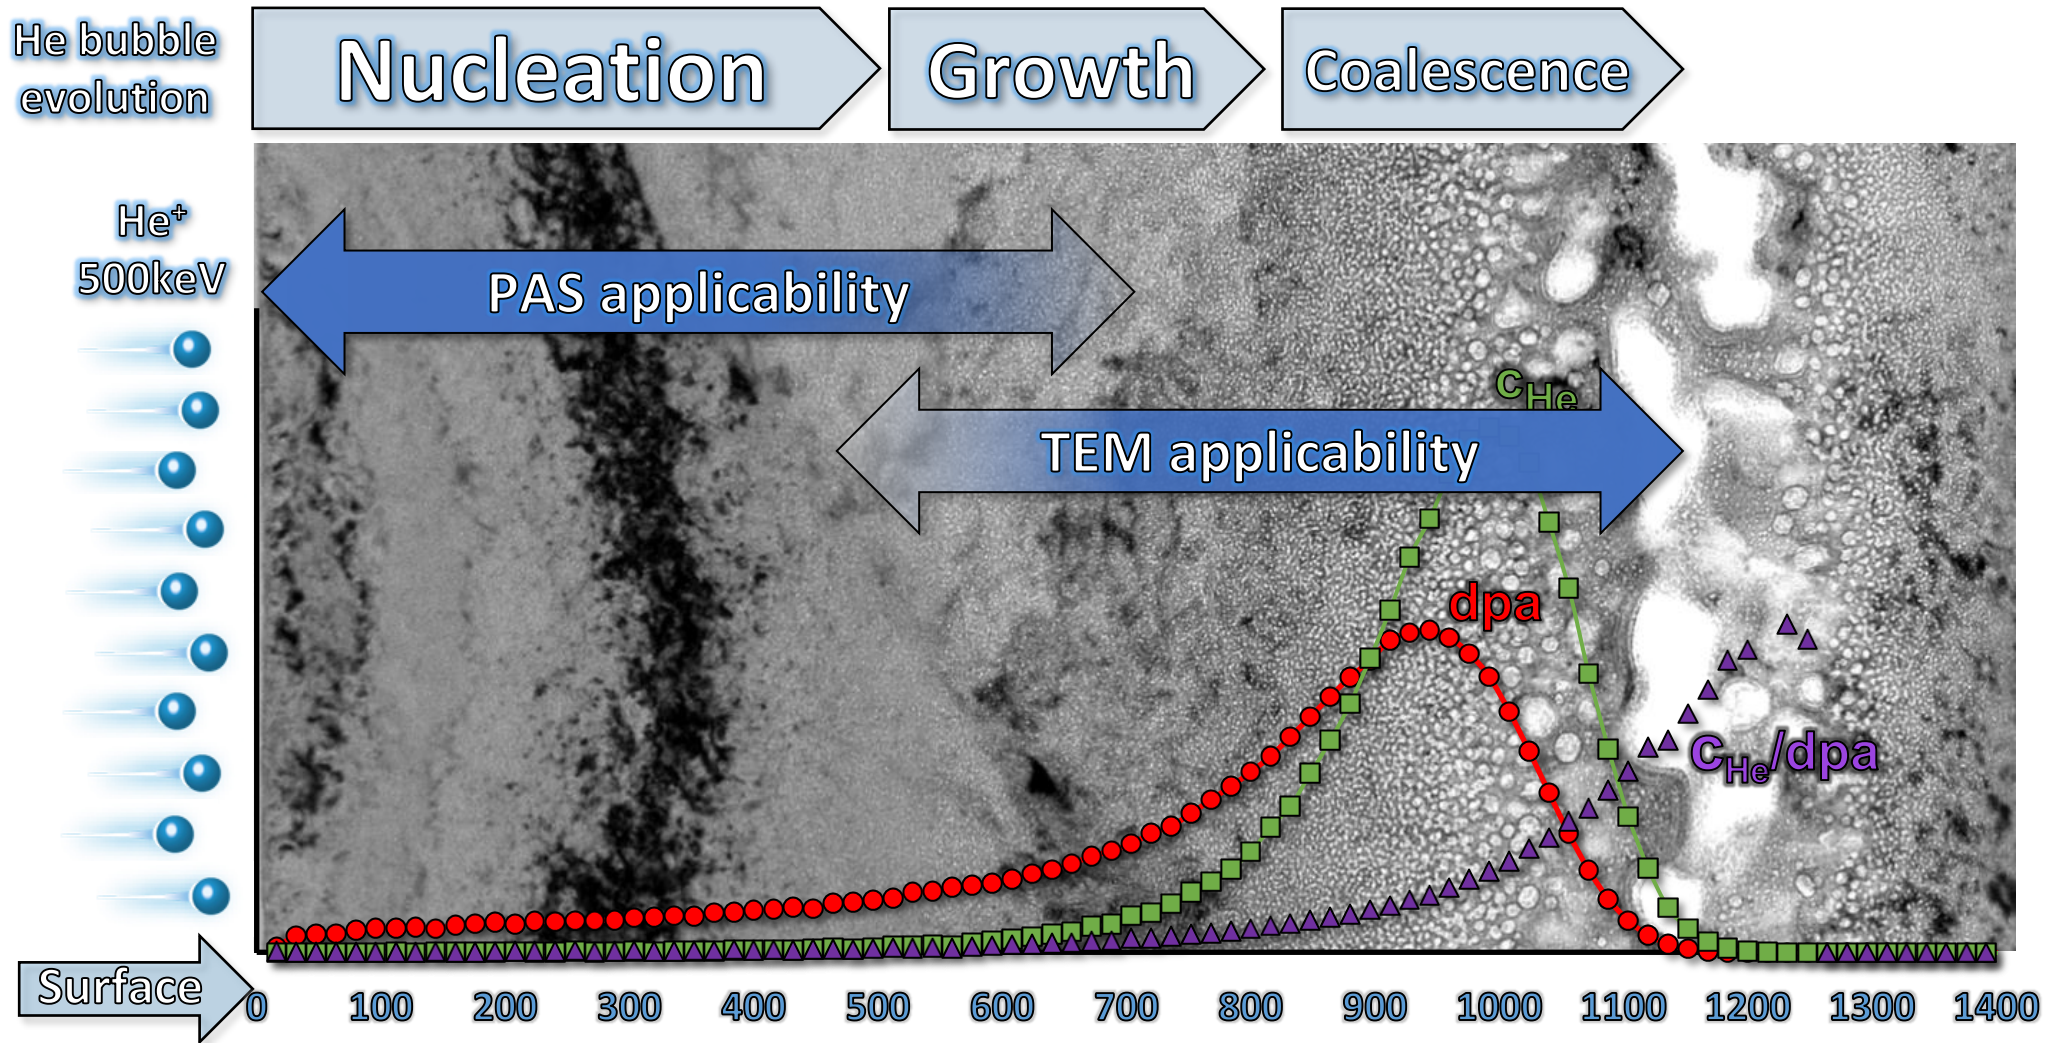 He bubble
evolution
Nucleation
Growth
Coalescence
He⁺
500keV
PAS applicability
TEM applicability
cHe
dpa
cHe/dpa
Surface
0 100 200 300 400 500 600 700 800 900 1000 1100 1200 1300 1400